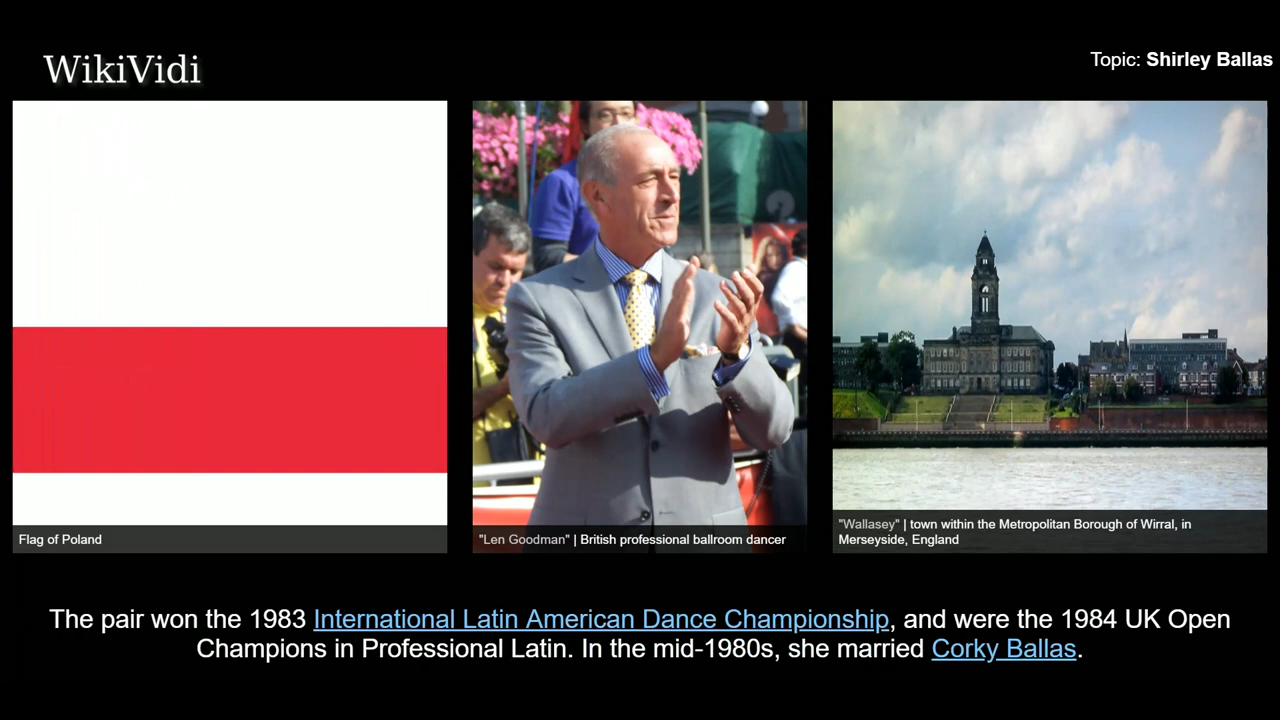 WikiVidi
Topic: Shirley Ballas
Flag of Poland
"Len Goodman" | British professional ballroom dancer
"Wallasey" | town within the Metropolitan Borough of Wirral, in
Merseyside, England
The pair won the 1983 International Latin American Dance Championship, and were the 1984 UK Open
Champions in Professional Latin. In the mid-1980s, she married Corky Ballas.